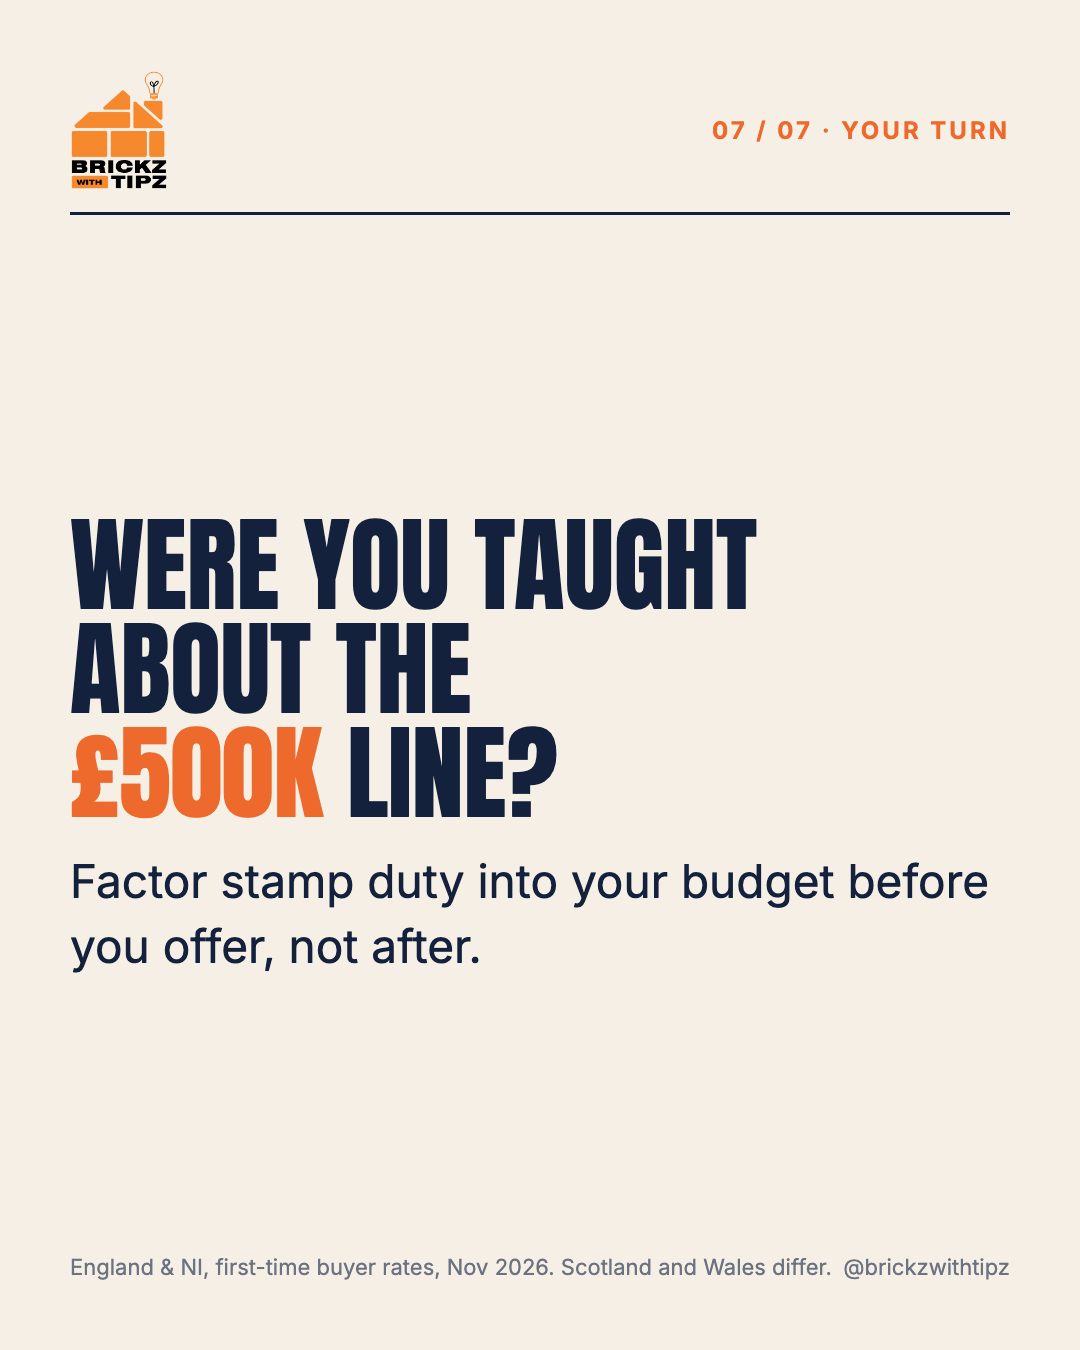 BRICKZ
WITH TIPZ
07 / 07 · YOUR TURN
WERE YOU TAUGHT
ABOUT THE
£500K LINE?
Factor stamp duty into your budget before
you offer, not after.
England & NI, first-time buyer rates, Nov 2026. Scotland and Wales differ. @brickzwithtipz